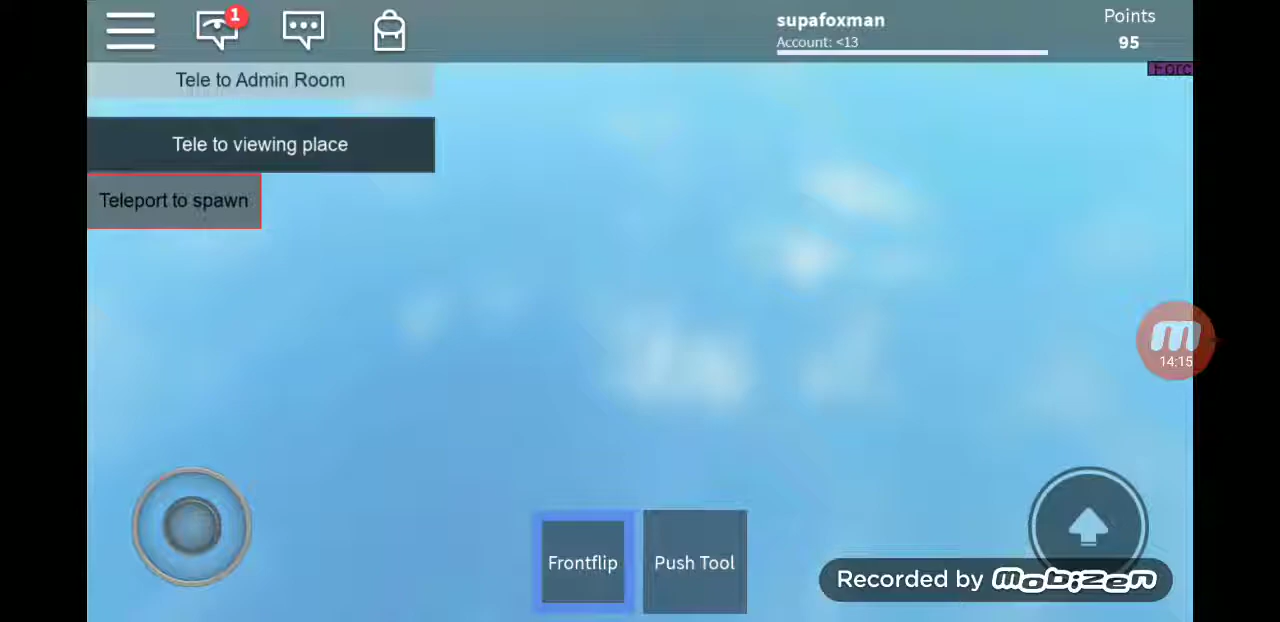 1
supafoxman
Account: <13
Points
95
Forc
Tele to Admin Room
Tele to viewing place
Teleport to spawn
14:15
Frontflip
Push Tool
Recorded by mobizen